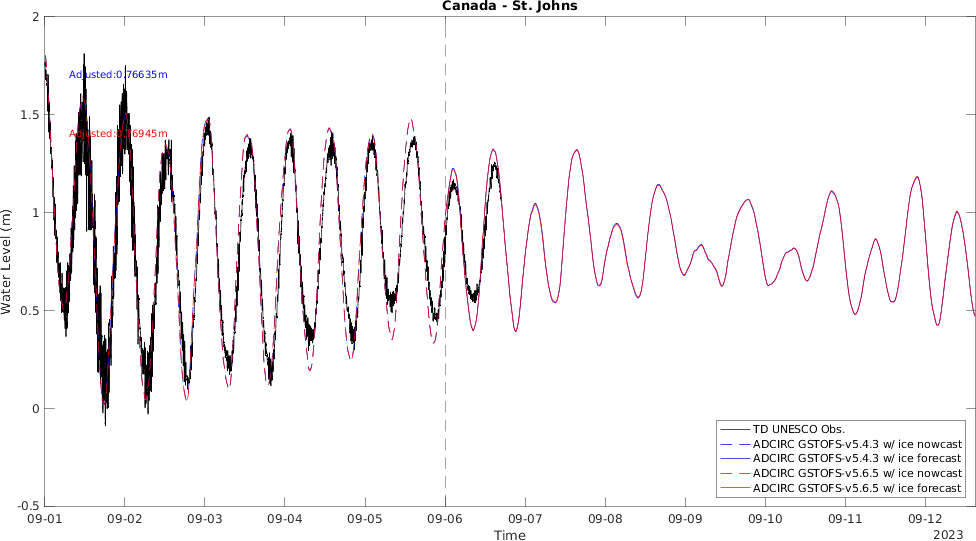 Canada - St. Johns
2
1.5
1
0.5
0
-0.5
Water Level (m)
Adjusted:0.76635m
Adjusted:0.76945m
TD UNESCO Obs.
ADCIRC GSTOFS-v5.4.3 w/ ice nowcast
ADCIRC GSTOFS-v5.4.3 w/ ice forecast
ADCIRC GSTOFS-v5.6.5 w/ ice nowcast
ADCIRC GSTOFS-v5.6.5 w/ ice forecast
09-01 09-02 09-03 09-04 09-05 09-06 09-07 09-08 09-09 09-10 09-11 09-12
Time
2023